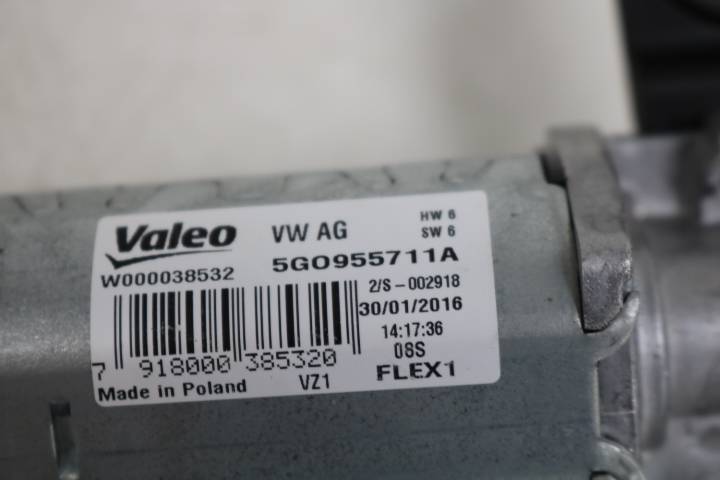 Valeo VW AG HW 6
SW 6
W000038532 5G0955711A
2/S-002918
30/01/2016
14:17:36
08S
7 918000 385320
Made in Poland VZ1 FLEX1